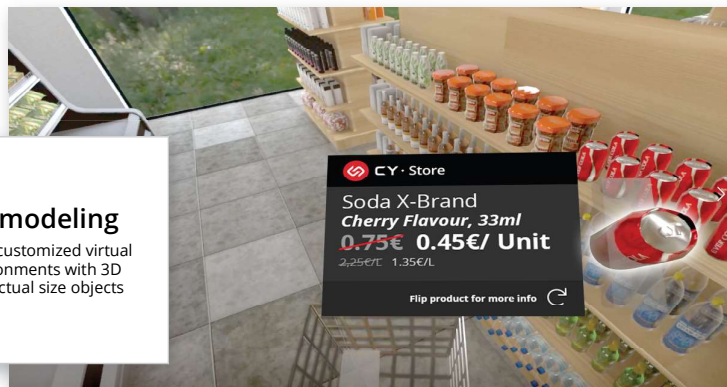 modeling
customized virtual
onments with 3D
ctual size objects
CY · Store
Soda X-Brand
Cherry Flavour, 33ml
0.75€ 0.45€/ Unit
2,25€/L 1.35€/L
Flip product for more info